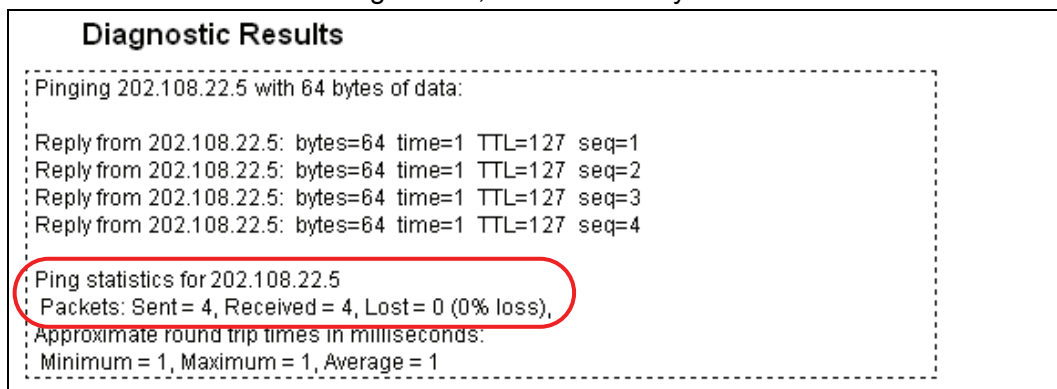 Diagnostic Results
Pinging 202.108.22.5 with 64 bytes of data:
Reply from 202.108.22.5: bytes=64 time=1 TTL=127 seq=1
Reply from 202.108.22.5: bytes=64 time=1 TTL=127 seq=2
Reply from 202.108.22.5: bytes=64 time=1 TTL=127 seq=3
Reply from 202.108.22.5: bytes=64 time=1 TTL=127 seq=4
Ping statistics for 202.108.22.5
Packets: Sent = 4, Received = 4, Lost = 0 (0% loss),
Approximate round trip times in milliseconds:
Minimum = 1, Maximum = 1, Average = 1